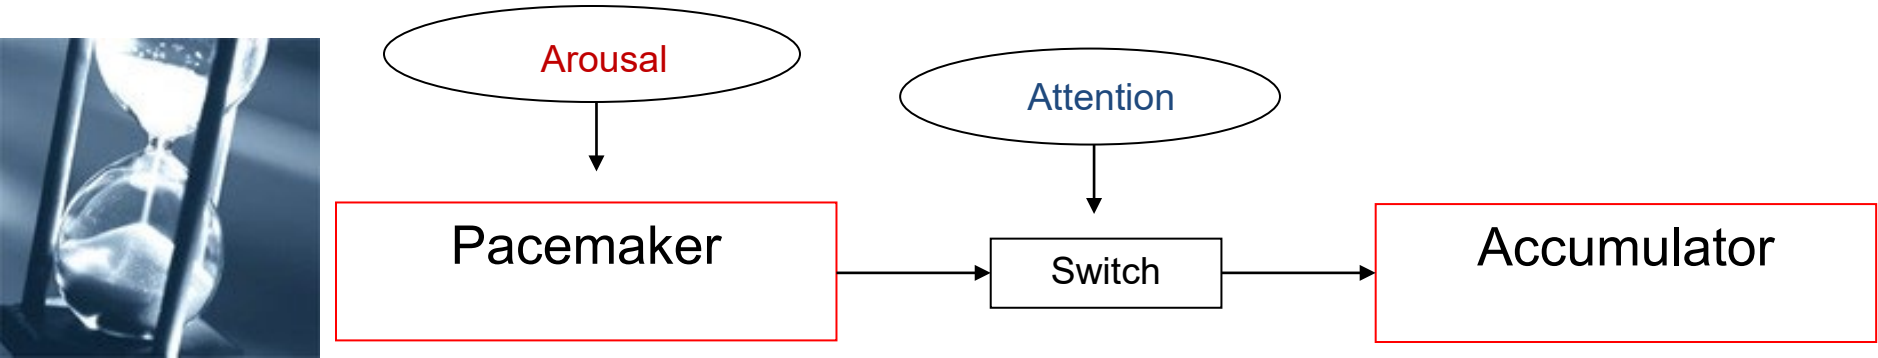 Arousal
Attention
Pacemaker
Switch
Accumulator